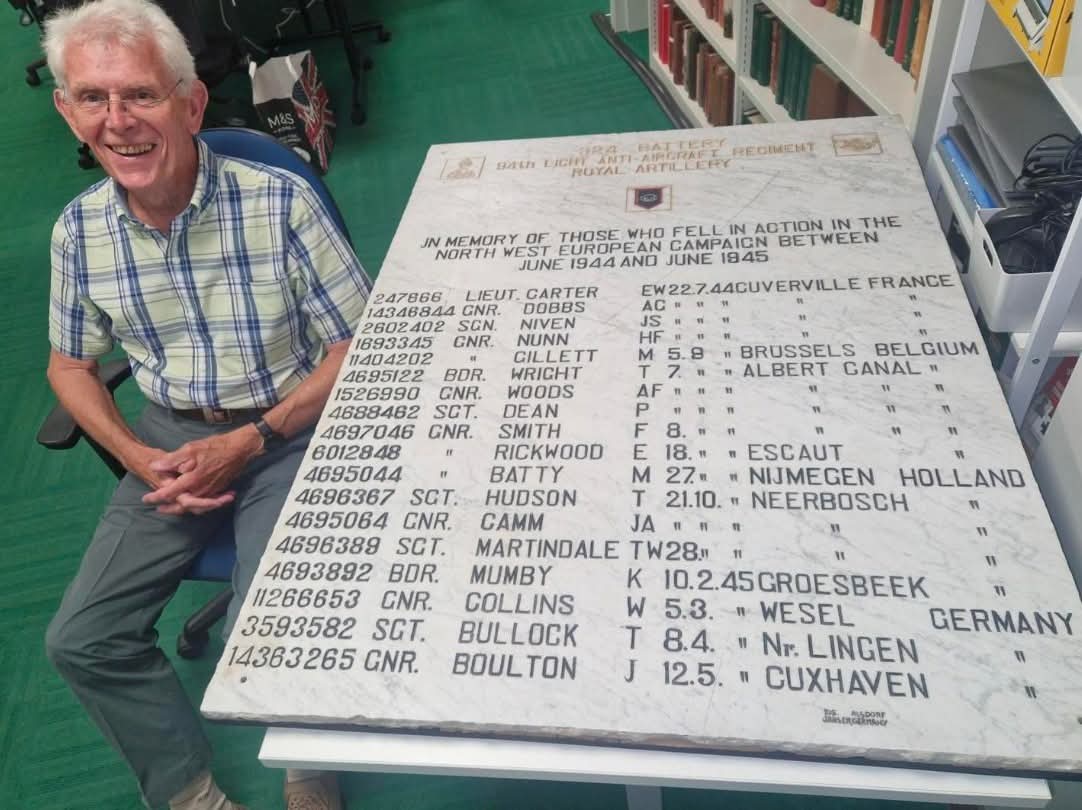 M&S
324 BATTERY
94th LIGHT ANTI-AIRCRAFT REGIMENT
ROYAL ARTILLERY
IN MEMORY OF THOSE WHO FELL IN ACTION IN THE
NORTH WEST EUROPEAN CAMPAIGN BETWEEN
JUNE 1944 AND JUNE 1945
247866 LIEUT. CARTER EW 22.7.44 CUVERVILLE FRANCE
14346844 GNR. DOBBS AC " " " " "
2602402 SGN. NIVEN JS " " " " "
1693345 GNR. NUNN HF " " " " "
11404202 " GILLETT M 5.9 " BRUSSELS BELGIUM
4695122 BDR. WRIGHT T 7. " " ALBERT CANAL "
1526990 GNR. WOODS AF " " " " " "
4688462 SGT. DEAN P " " " " " "
4697046 GNR. SMITH F 8. " " " " "
6012848 " RICKWOOD E 18. " " ESCAUT "
4695044 " BATTY M 27. " " NIJMEGEN HOLLAND
4696367 SGT. HUDSON T 21.10. " NEERBOSCH "
4695064 GNR. CAMM JA " " " " "
4696389 SGT. MARTINDALE TW 28. " " " "
4693892 BDR. MUMBY K 10.2.45 GROESBEEK "
11266653 GNR. COLLINS W 5.3. " WESEL GERMANY
3593582 SGT. BULLOCK T 8.4. " Nr. LINGEN "
14363265 GNR. BOULTON J 12.5. " CUXHAVEN "
ALSDORF